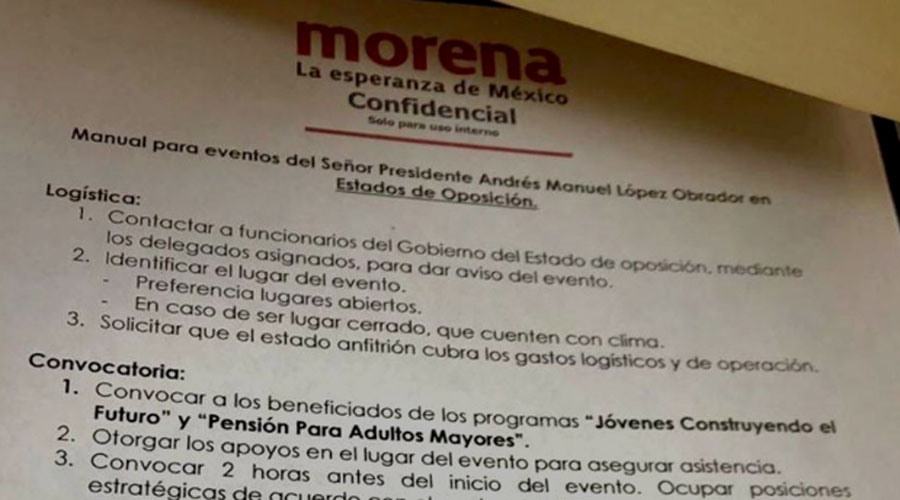 morena
La esperanza de México
Confidencial
Solo para uso interno
Manual para eventos del Señor Presidente Andrés Manuel López Obrador en
Estados de Oposición.
Logística:
1. Contactar a funcionarios del Gobierno del Estado de oposición, mediante
los delegados asignados, para dar aviso del evento.
2. Identificar el lugar del evento.
- Preferencia lugares abiertos.
- En caso de ser lugar cerrado, que cuenten con clima.
3. Solicitar que el estado anfitrión cubra los gastos logísticos y de operación.
Convocatoria:
1. Convocar a los beneficiados de los programas “Jóvenes Construyendo el
Futuro” y “Pensión Para Adultos Mayores”.
2. Otorgar los apoyos en el lugar del evento para asegurar asistencia.
3. Convocar 2 horas antes del inicio del evento. Ocupar posiciones
estratégicas de acuerdo